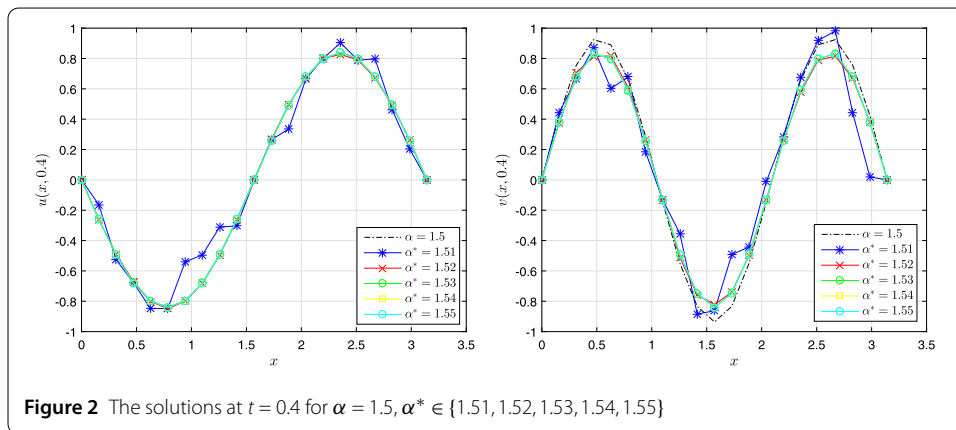 1
0.8
0.6
0.4
0.2
0
-0.2
-0.4
-0.6
-0.8
-1
u(x, 0.4)
0 0.5 1 1.5 2 2.5 3 3.5
x
α = 1.5
α* = 1.51
α* = 1.52
α* = 1.53
α* = 1.54
α* = 1.55
1
0.8
0.6
0.4
0.2
0
-0.2
-0.4
-0.6
-0.8
-1
v(x, 0.4)
0 0.5 1 1.5 2 2.5 3 3.5
x
α = 1.5
α* = 1.51
α* = 1.52
α* = 1.53
α* = 1.54
α* = 1.55
Figure 2 The solutions at t = 0.4 for α = 1.5, α* ∈ {1.51, 1.52, 1.53, 1.54, 1.55}